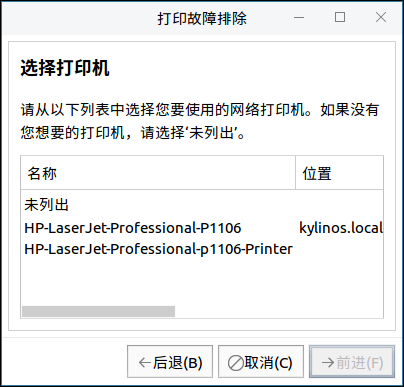 打印故障排除
选择打印机
请从以下列表中选择您要使用的网络打印机。如果没有
您想要的打印机，请选择‘未列出’。
名称 位置
未列出
HP-LaserJet-Professional-P1106 kylinos.local
HP-LaserJet-Professional-p1106-Printer
后退(B) 取消(C) 前进(F)